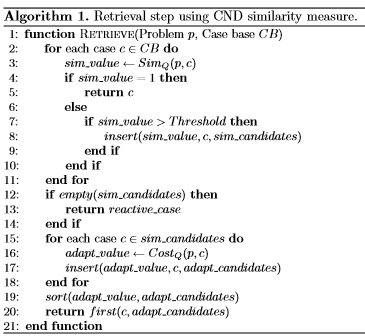 Algorithm 1. Retrieval step using CND similarity measure.
1: function RETRIEVE(Problem p, Case base CB)
2: for each case c ∈ CB do
3: sim_value ← Sim_Q(p, c)
4: if sim_value = 1 then
5: return c
6: else
7: if sim_value > Threshold then
8: insert(sim_value, c, sim_candidates)
9: end if
10: end if
11: end for
12: if empty(sim_candidates) then
13: return reactive_case
14: end if
15: for each case c ∈ sim_candidates do
16: adapt_value ← Cost_Q(p, c)
17: insert(adapt_value, c, adapt_candidates)
18: end for
19: sort(adapt_value, adapt_candidates)
20: return first(c, adapt_candidates)
21: end function